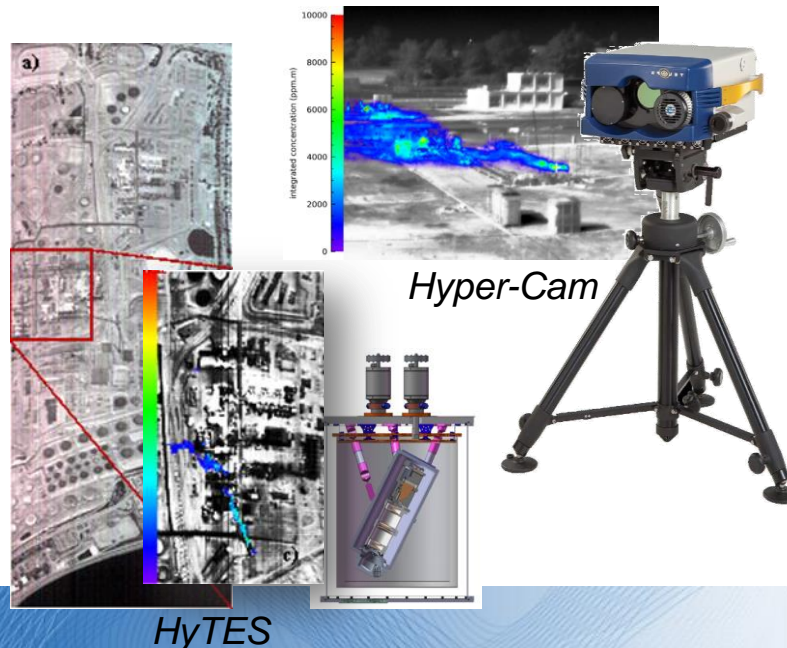 a)
10000
8000
6000
4000
2000
0
integrated concentration (ppm.m)
Hyper-Cam
c)
HyTES